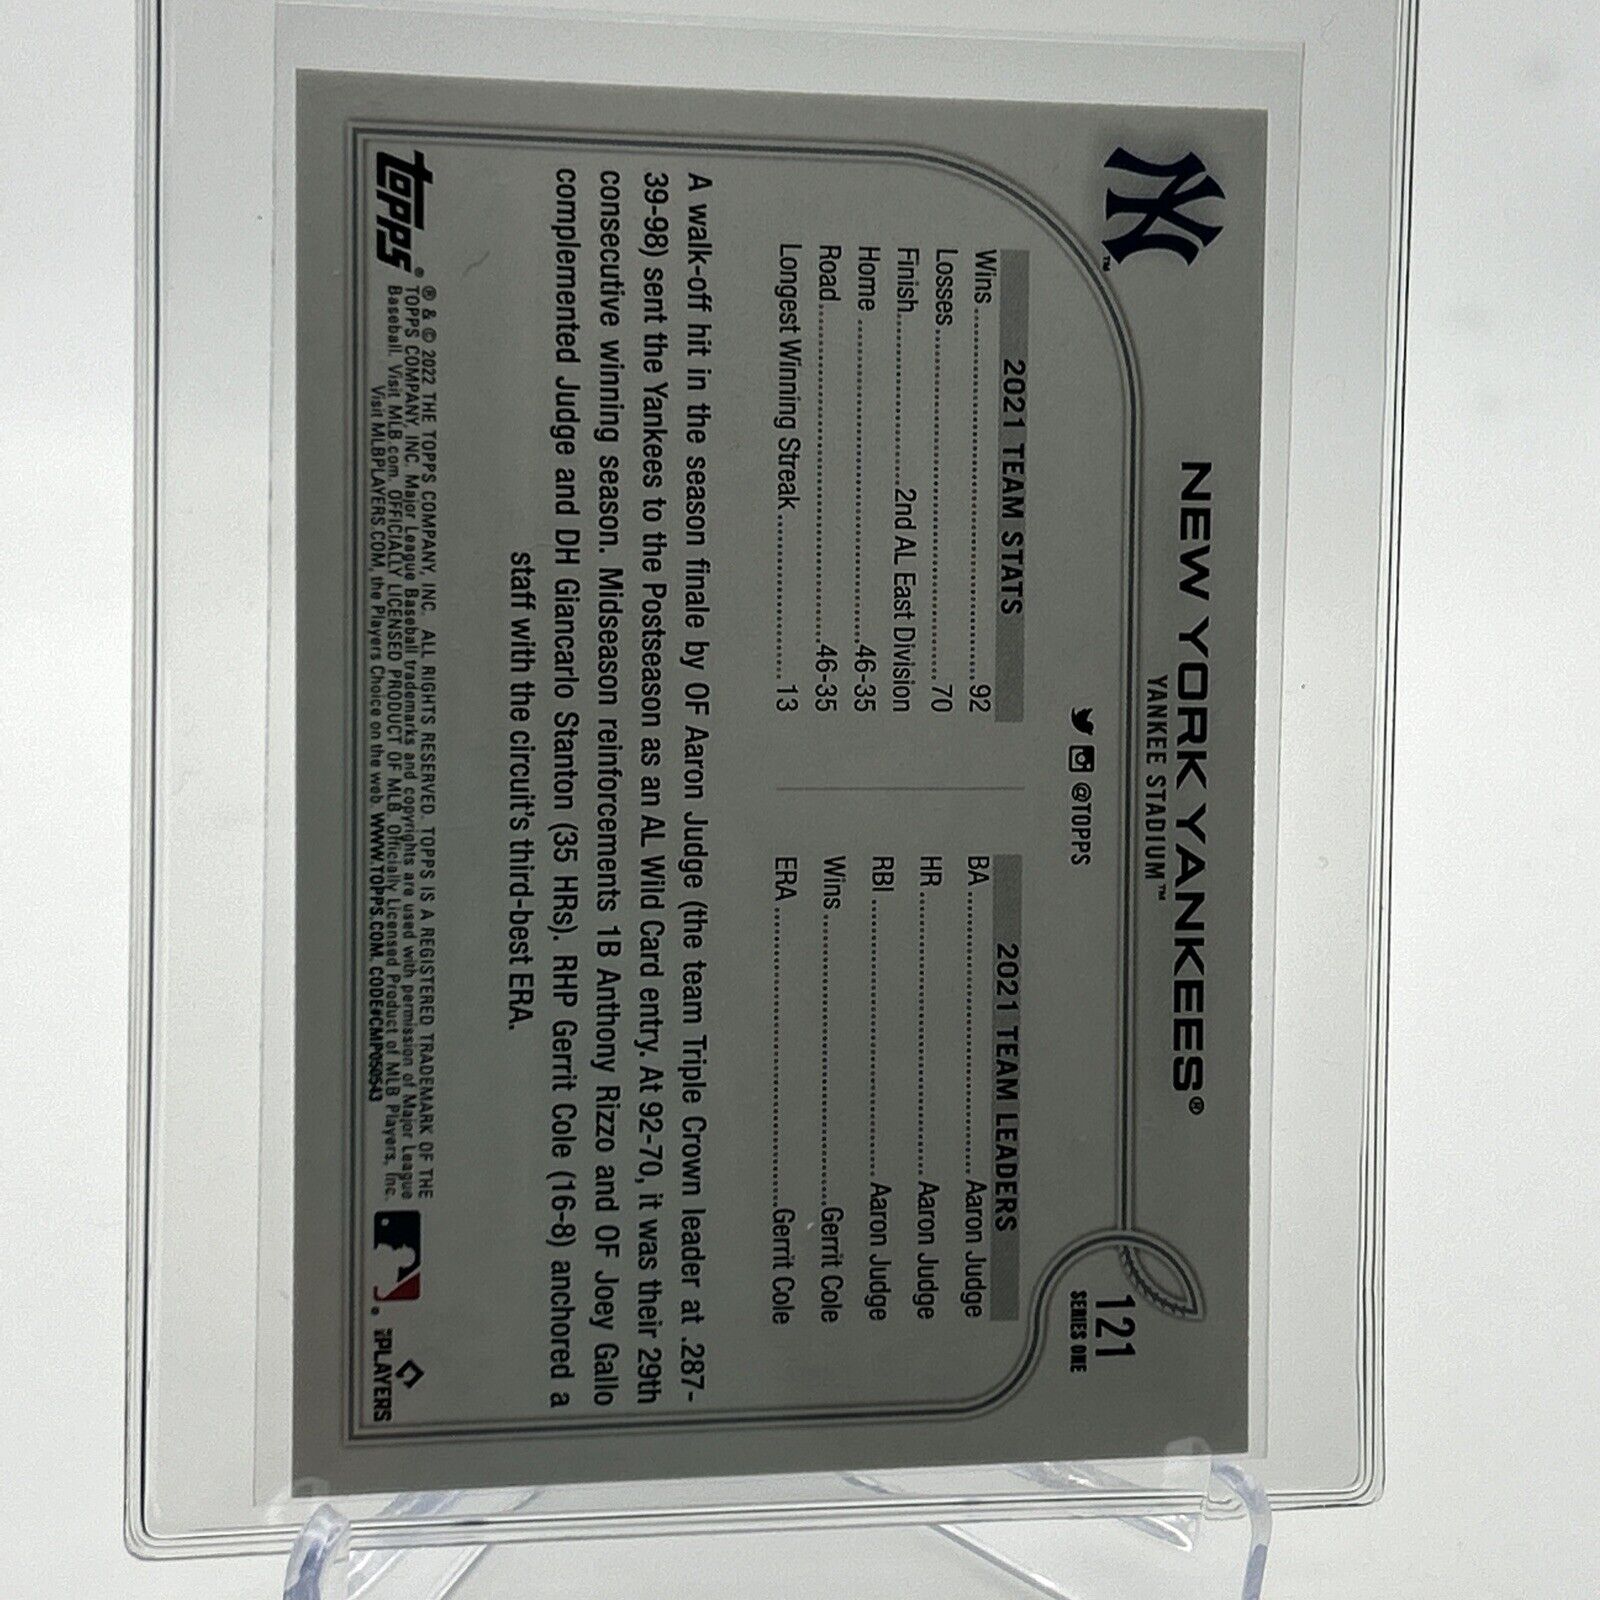 NEW YORK YANKEES®
YANKEE STADIUM™
121
SERIES ONE
NY™
@TOPPS
2021 TEAM STATS
Wins..........92
Losses..........70
Finish..........2nd AL East Division
Home..........46-35
Road..........46-35
Longest Winning Streak..........13
2021 TEAM LEADERS
BA..........Aaron Judge
HR..........Aaron Judge
RBI..........Aaron Judge
Wins..........Gerrit Cole
ERA..........Gerrit Cole
A walk-off hit in the season finale by OF Aaron Judge (the team Triple Crown leader at .287-
39-98) sent the Yankees to the Postseason as an AL Wild Card entry. At 92-70, it was their 29th
consecutive winning season. Midseason reinforcements 1B Anthony Rizzo and OF Joey Gallo
complemented Judge and DH Giancarlo Stanton (35 HRs). RHP Gerrit Cole (16-8) anchored a
staff with the circuit's third-best ERA.
topps®
® & © 2022 THE TOPPS COMPANY, INC. ALL RIGHTS RESERVED. TOPPS IS A REGISTERED TRADEMARK OF THE
TOPPS COMPANY, INC. Major League Baseball trademarks and copyrights are used with permission of Major League
Baseball. Visit MLB.com. OFFICIALLY LICENSED PRODUCT OF MLB. Officially Licensed Product of MLB Players, Inc.
Visit MLBPLAYERS.COM, the Players Choice on the web. WWW.TOPPS.COM. CODE#CMP050543
®
PLAYERS